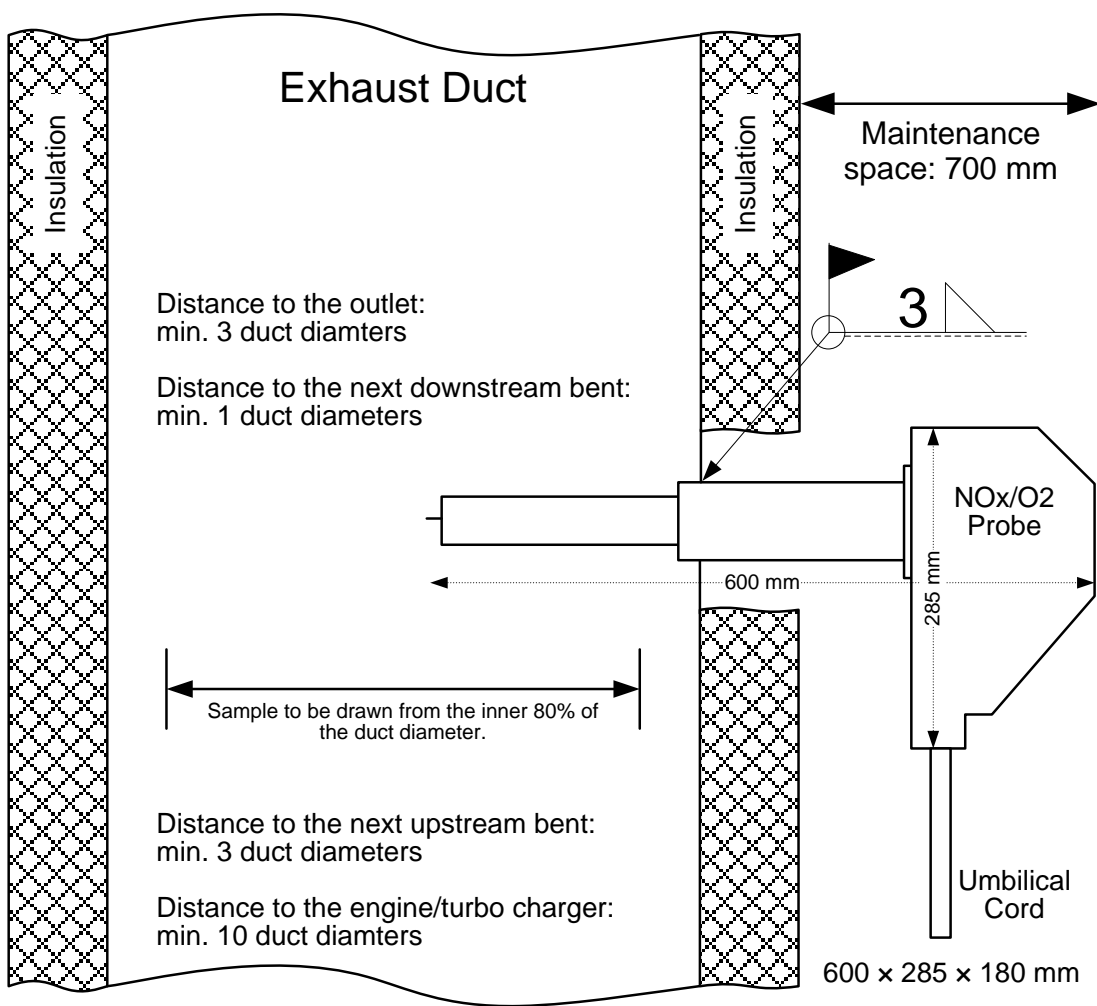 Exhaust Duct
Insulation
Insulation
Maintenance
space: 700 mm
3
Distance to the outlet:
min. 3 duct diamters
Distance to the next downstream bent:
min. 1 duct diameters
NOx/O2
Probe
600 mm
285 mm
Sample to be drawn from the inner 80% of
the duct diameter.
Distance to the next upstream bent:
min. 3 duct diameters
Distance to the engine/turbo charger:
min. 10 duct diamters
Umbilical
Cord
600 × 285 × 180 mm